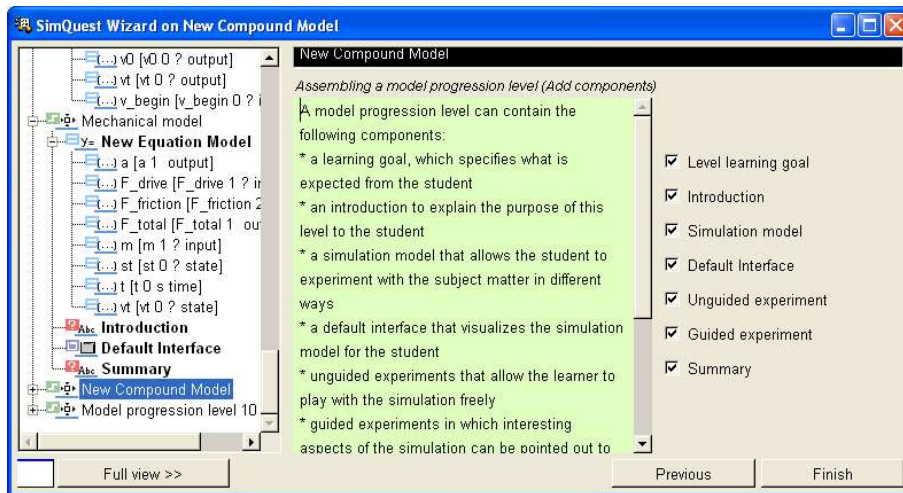 SimQuest Wizard on New Compound Model
(...) v0 [v0 0 ? output]
(...) vt [vt 0 ? output]
(...) v_begin [v_begin 0 ? i
Mechanical model
y= New Equation Model
(...) a [a 1 output]
(...) F_drive [F_drive 1 ? ir
(...) F_friction [F_friction 2
(...) F_total [F_total 1 ou
(...) m [m 1 ? input]
(...) st [st 0 ? state]
(...) t [t 0 s time]
(...) vt [vt 0 ? state]
Abc Introduction
Default Interface
Abc Summary
New Compound Model
Model progression level 10
Full view >>
New Compound Model
Assembling a model progression level (Add components)
A model progression level can contain the
following components:
* a learning goal, which specifies what is
expected from the student
* an introduction to explain the purpose of this
level to the student
* a simulation model that allows the student to
experiment with the subject matter in different
ways
* a default interface that visualizes the simulation
model for the student
* unguided experiments that allow the learner to
play with the simulation freely
* guided experiments in which interesting
aspects of the simulation can be pointed out to
Level learning goal
Introduction
Simulation model
Default Interface
Unguided experiment
Guided experiment
Summary
Previous
Finish